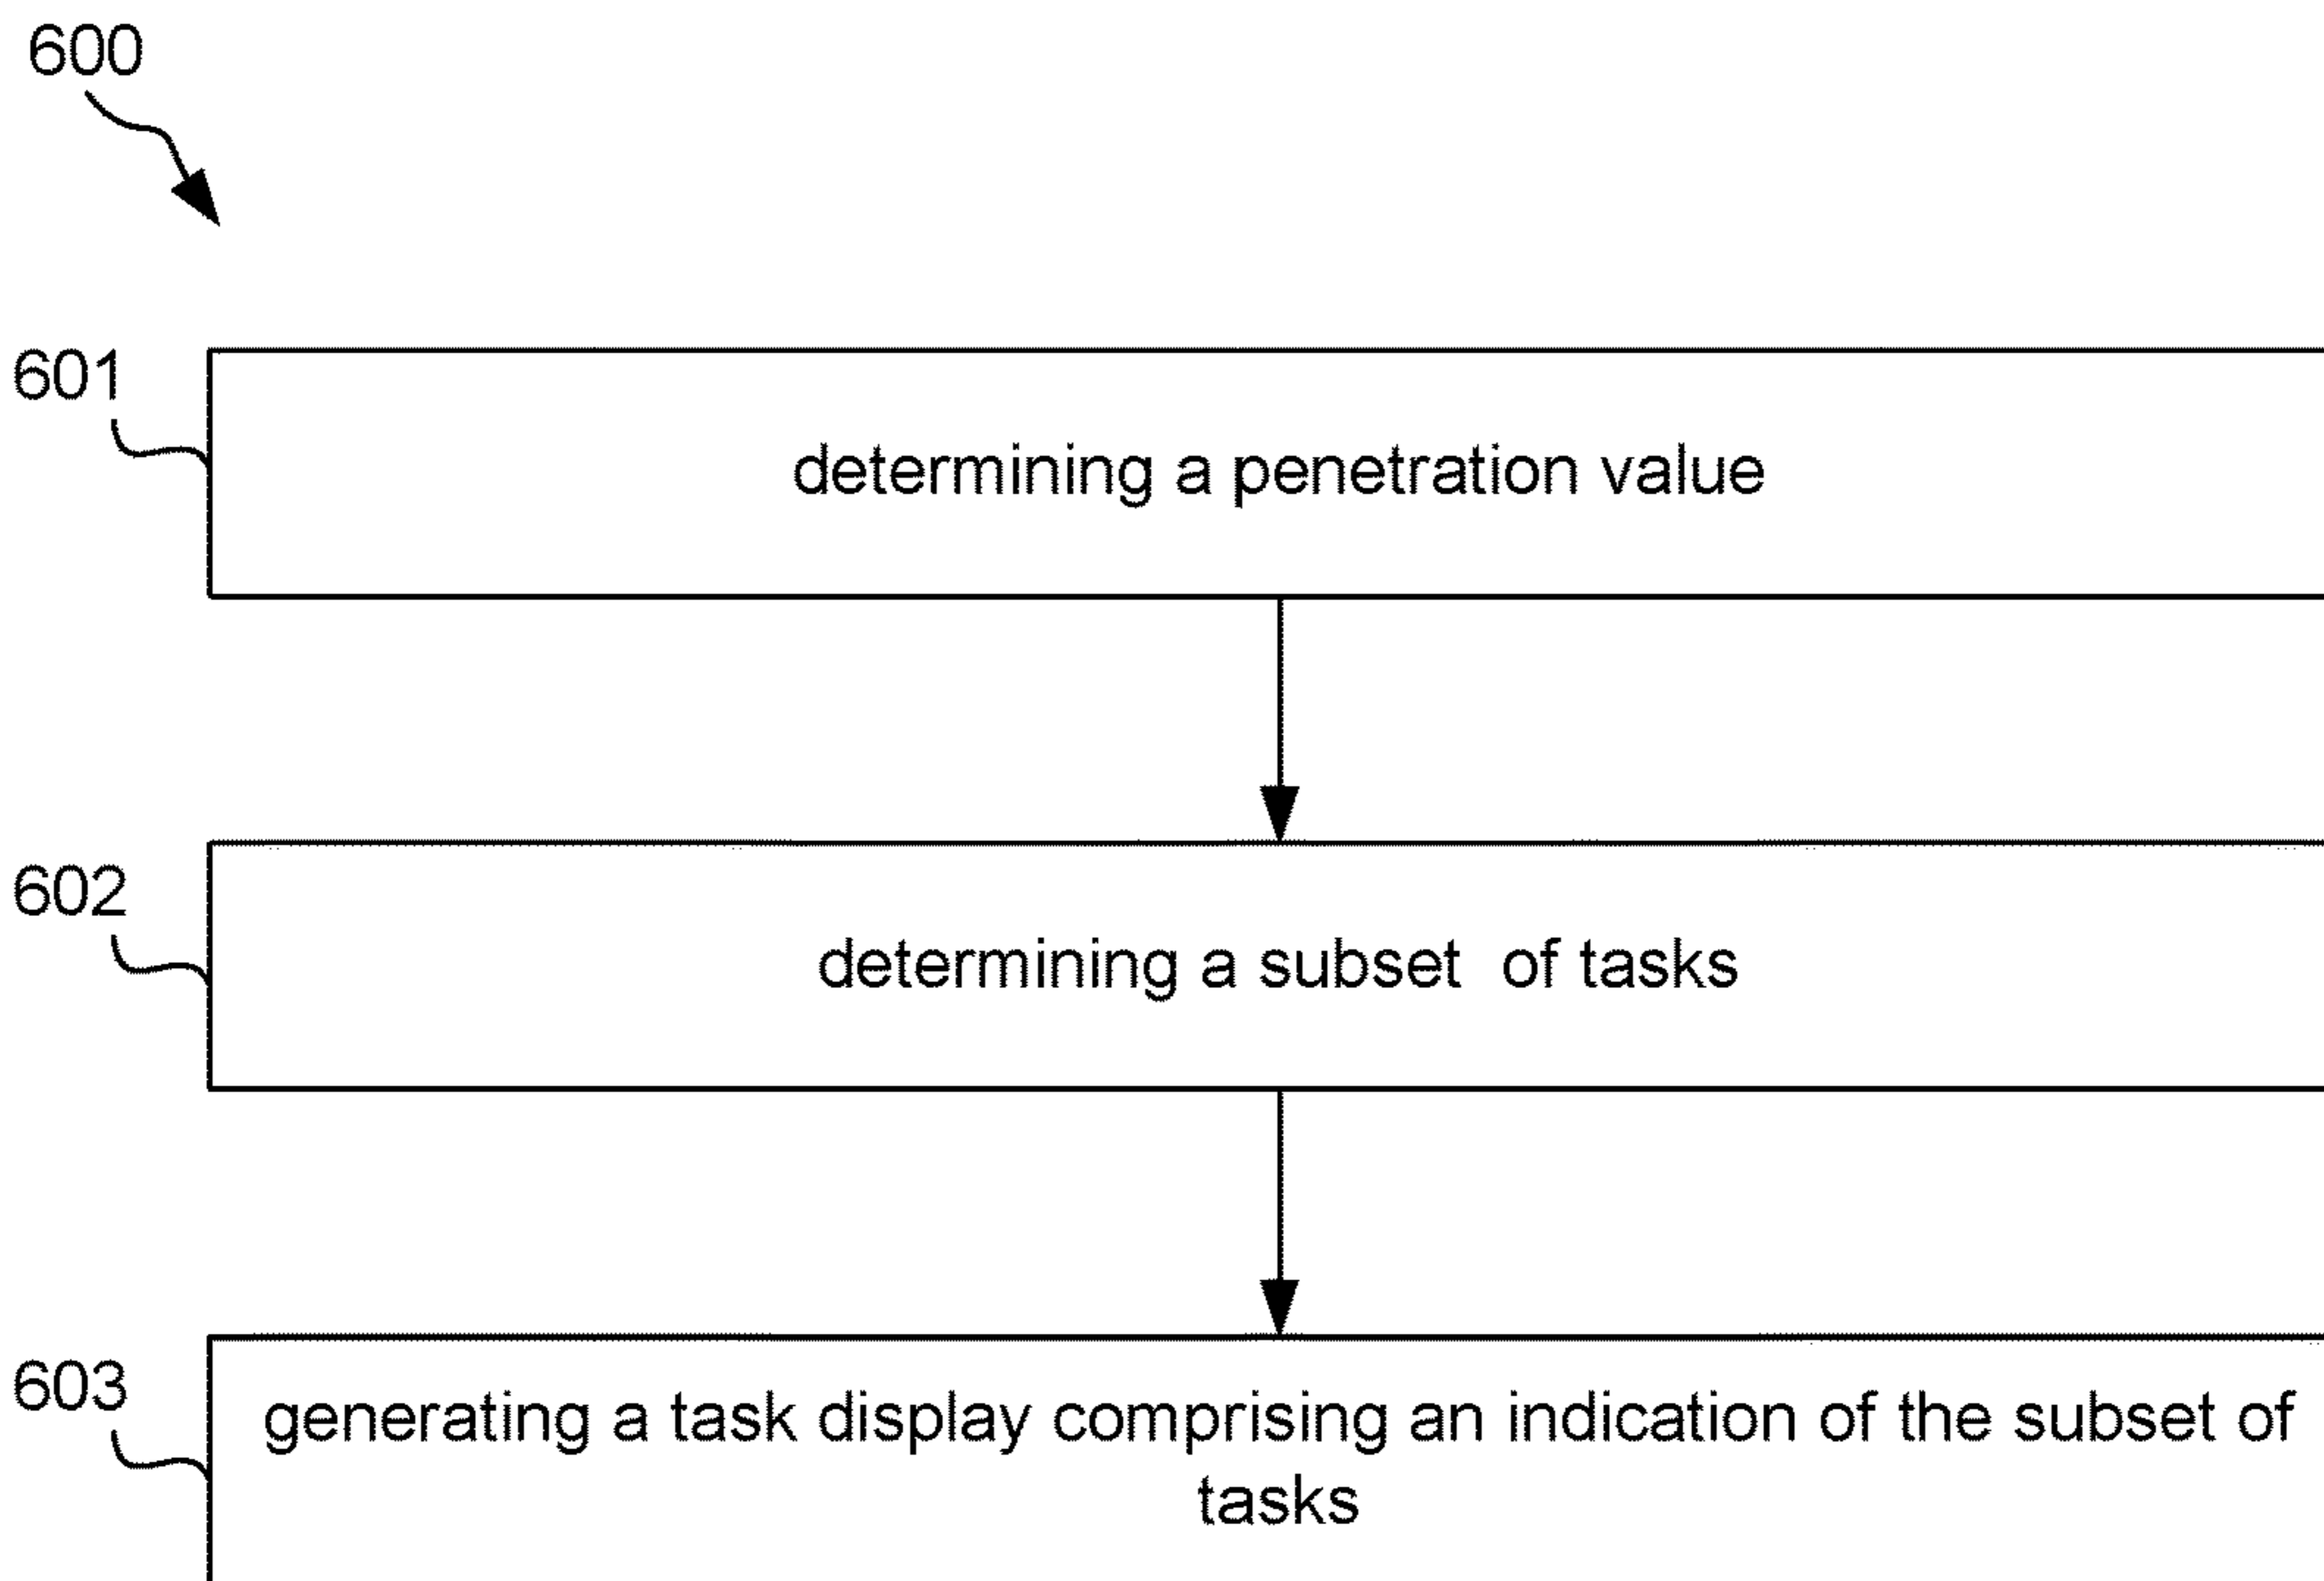 600
601
determining a penetration value
602
determining a subset of tasks
603
generating a task display comprising an indication of the subset of
tasks